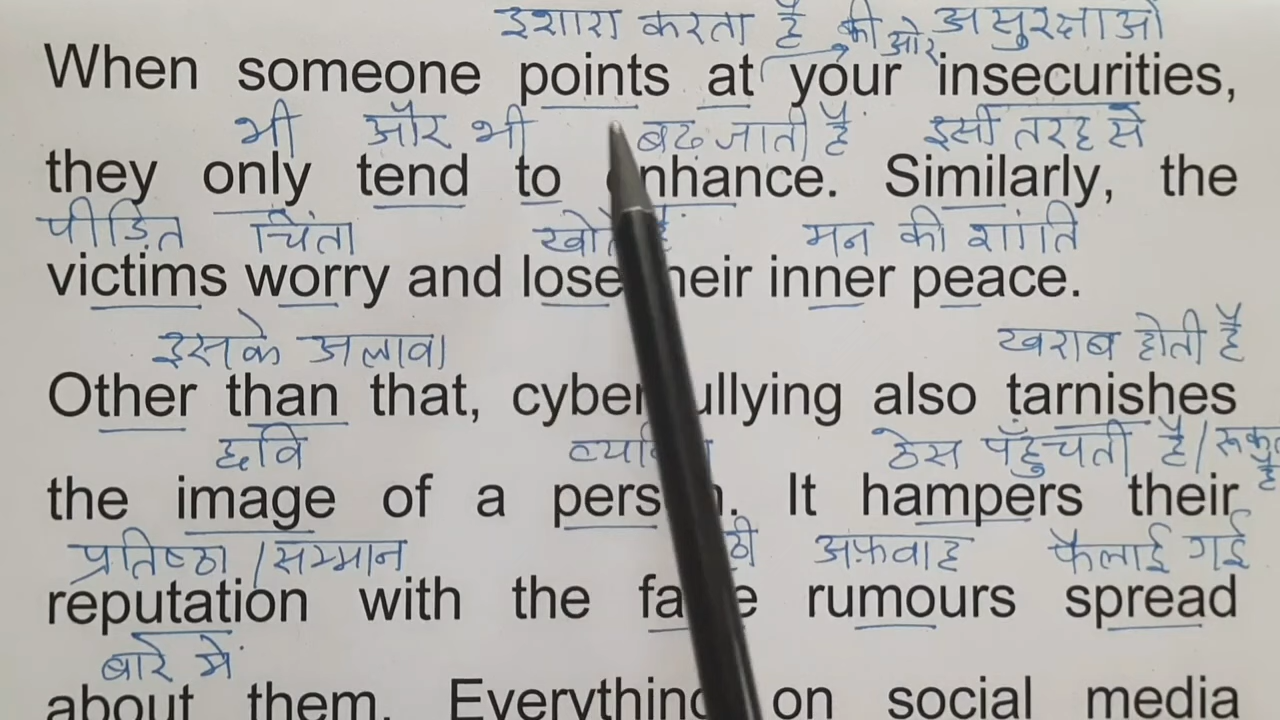 इशारा करता है की ओर असुरक्षाओं
When someone points at your insecurities,
भी और भी बढ़ जाती है इसी तरह से
they only tend to enhance. Similarly, the
पीड़ित चिंता मन की शांति
victims worry and lose their inner peace.
इसके अलावा खराब होती है
Other than that, cyberbullying also tarnishes
छवि ठेस पहुँचती है/
the image of a person. It hampers their
प्रतिष्ठा/सम्मान अफ़वाह फैलाई गई
reputation with the rumours spread
बारे में
about them. Everything on social media